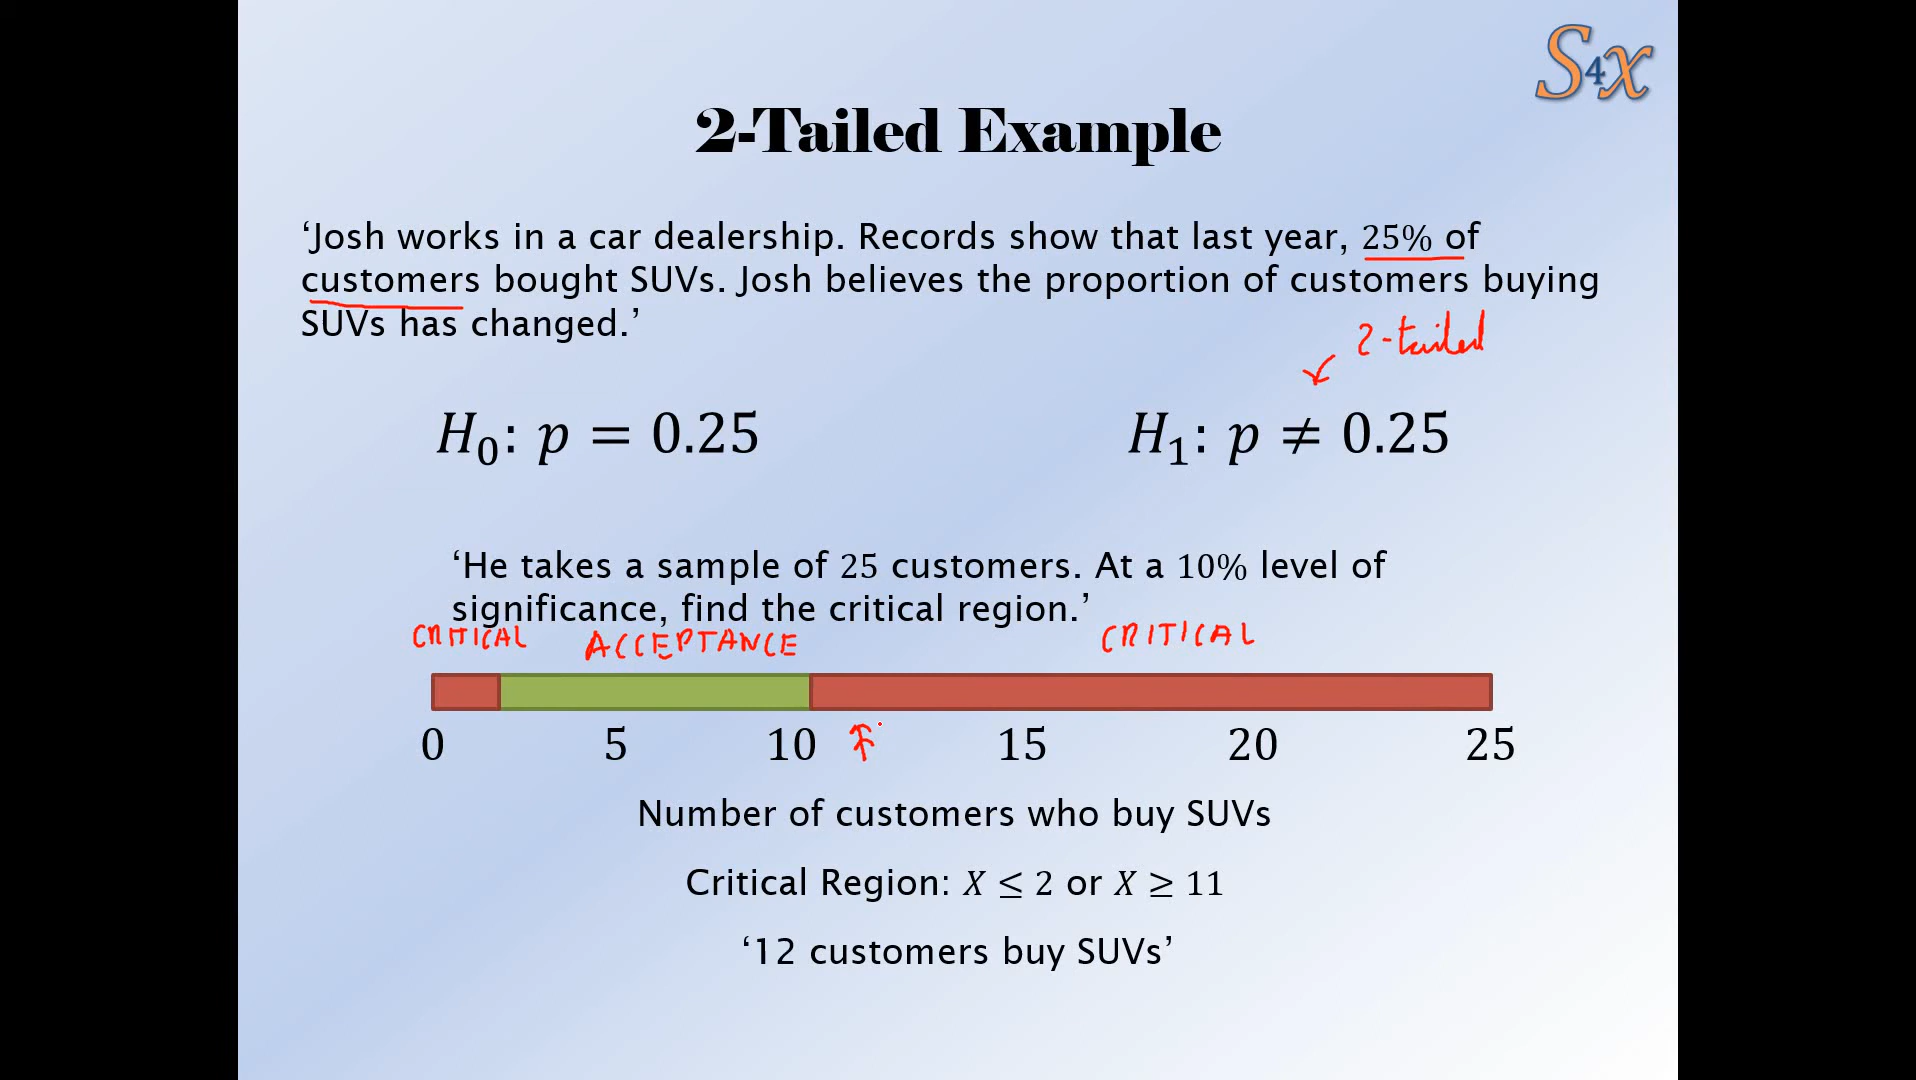 S4x
2-Tailed Example
‘Josh works in a car dealership. Records show that last year, 25% of
customers bought SUVs. Josh believes the proportion of customers buying
SUVs has changed.’
2-tailed
H₀: p = 0.25
H₁: p ≠ 0.25
‘He takes a sample of 25 customers. At a 10% level of
significance, find the critical region.’
CRITICAL ACCEPTANCE CRITICAL
0 5 10 15 20 25
Number of customers who buy SUVs
Critical Region: X ≤ 2 or X ≥ 11
‘12 customers buy SUVs’